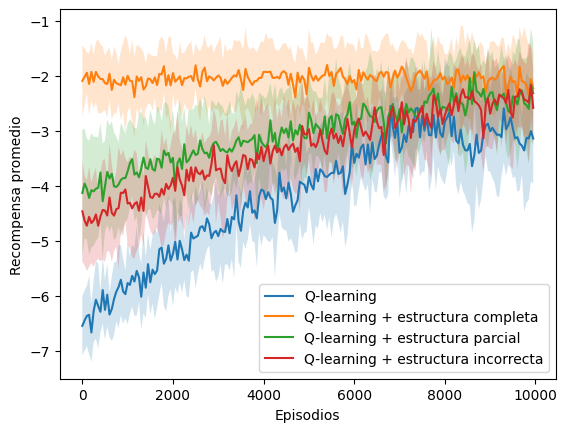 −1
−2
−3
−4
−5
−6
−7
Recompensa promedio
0
2000
4000
6000
8000
10000
Episodios
Q-learning
Q-learning + estructura completa
Q-learning + estructura parcial
Q-learning + estructura incorrecta